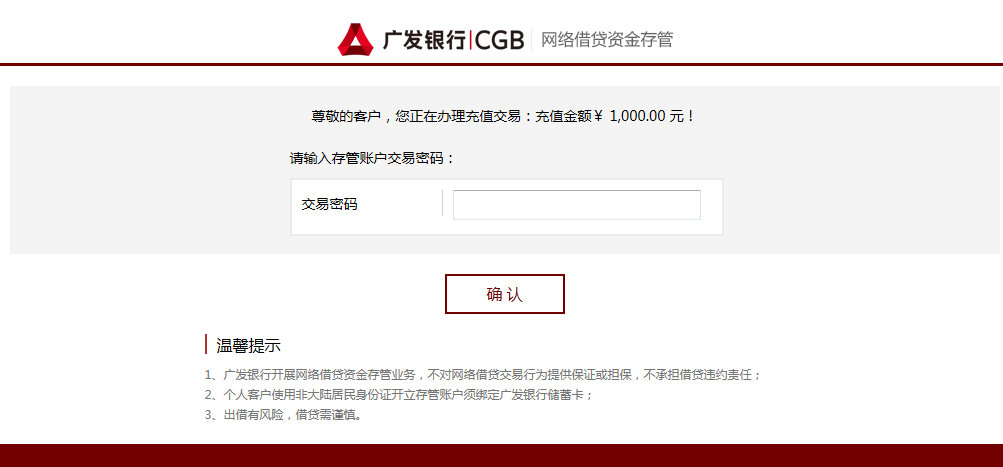 广发银行|CGB 网络借贷资金存管
尊敬的客户，您正在办理充值交易：充值金额￥ 1,000.00 元！
请输入存管账户交易密码：
交易密码
确 认
温馨提示
1、广发银行开展网络借贷资金存管业务，不对网络借贷交易行为提供保证或担保，不承担借贷违约责任；
2、个人客户使用非大陆居民身份证开立存管账户须绑定广发银行储蓄卡；
3、出借有风险，借贷需谨慎。